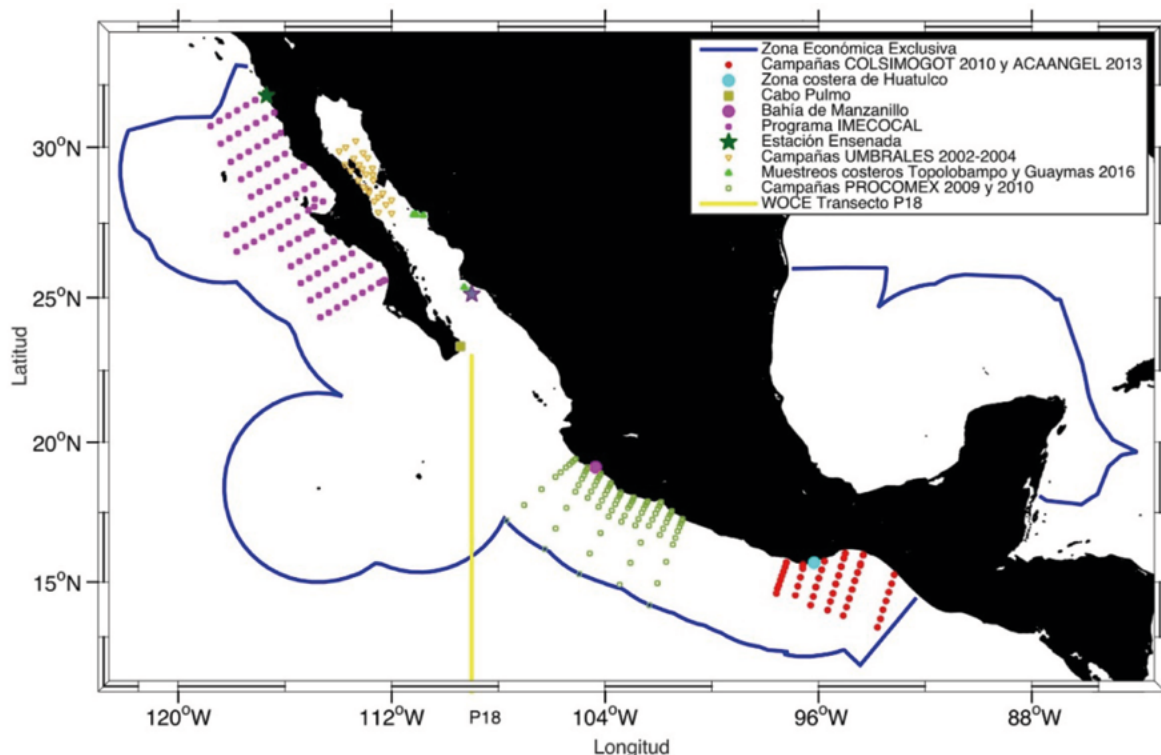 Zona Económica Exclusiva
Campañas COLSIMOGOT 2010 y ACAANGEL 2013
Zona costera de Huatulco
Cabo Pulmo
Bahía de Manzanillo
Programa IMECOCAL
Estación Ensenada
Campañas UMBRALES 2002-2004
Muestreos costeros Topolobampo y Guaymas 2016
Campañas PROCOMEX 2009 y 2010
WOCE Transecto P18
30°N
25°N
20°N
15°N
Latitud
120°W
112°W
P18
104°W
96°W
88°W
Longitud